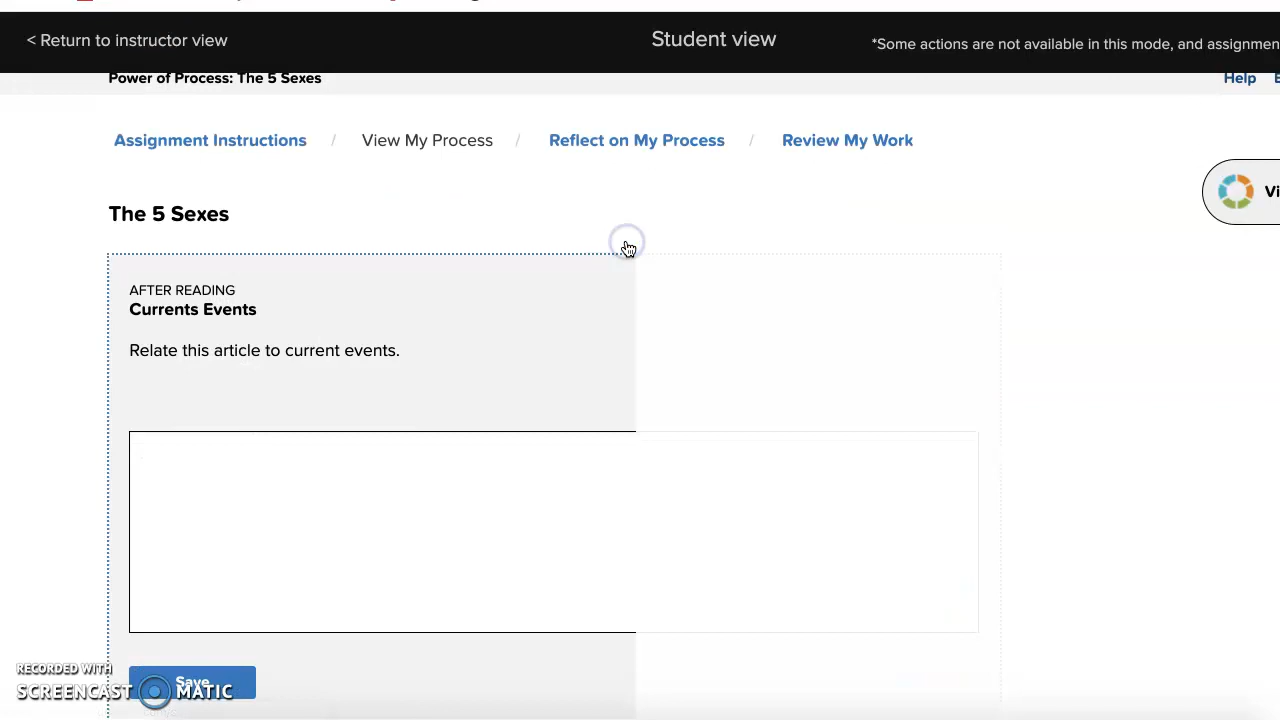 < Return to instructor view
Student view
*Some actions are not available in this mode, and
Power of Process: The 5 Sexes
Help
Assignment Instructions / View My Process / Reflect on My Process / Review My Work
The 5 Sexes
AFTER READING
Currents Events
Relate this article to current events.
Save
RECORDED WITH
SCREENCAST MATIC